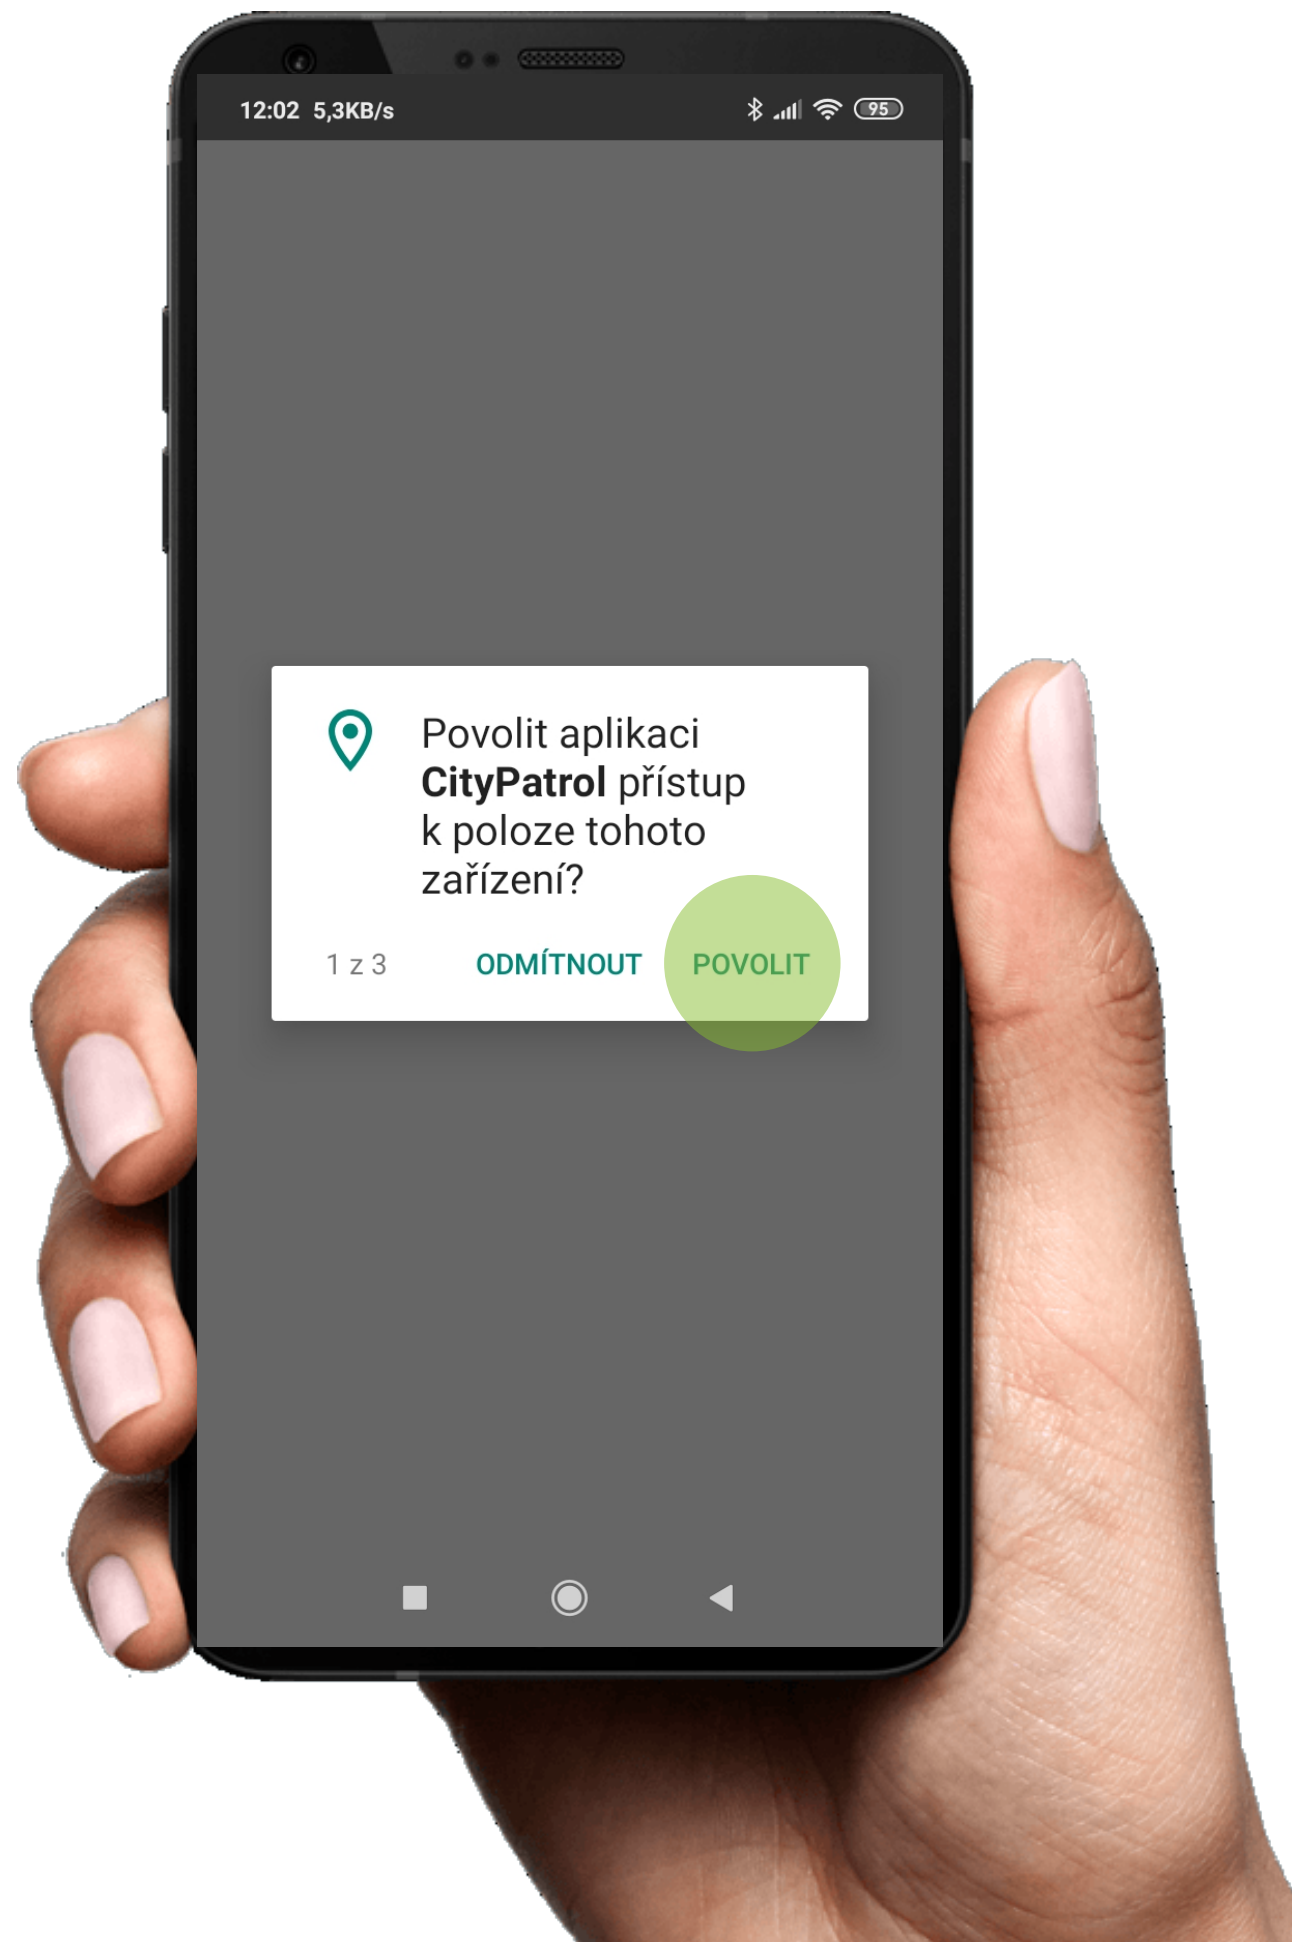 12:02 5,3KB/s
95
Povolit aplikaci
CityPatrol přístup
k poloze tohoto
zařízení?
1 z 3 ODMÍTNOUT POVOLIT